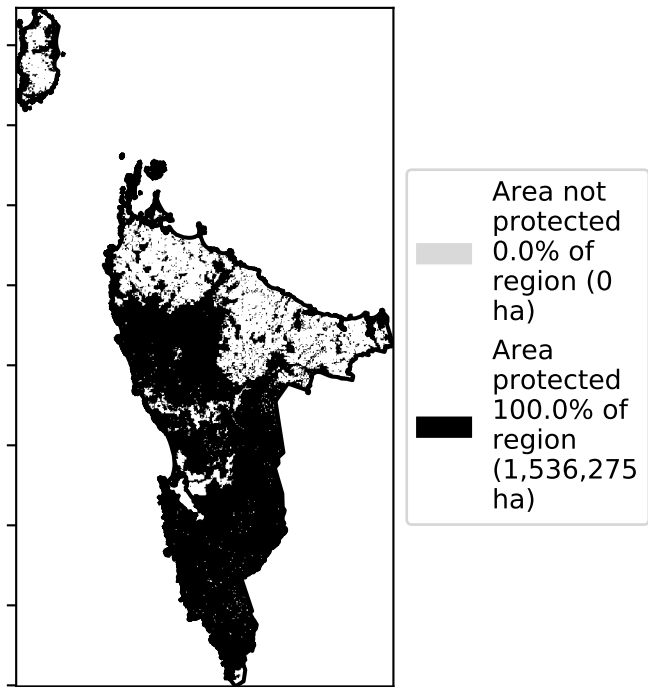 Area not
protected
0.0% of
region (0
ha)
Area
protected
100.0% of
region
(1,536,275
ha)